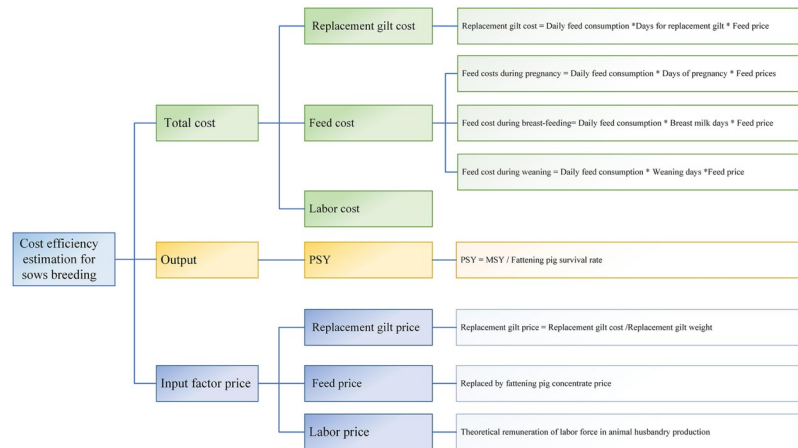 Replacement gilt cost
Replacement gilt cost = Daily feed consumption *Days for replacement gilt * Feed price
Feed costs during pregnancy = Daily feed consumption * Days of pregnancy * Feed prices
Total cost
Feed cost
Feed cost during breast-feeding= Daily feed consumption * Breast milk days * Feed price
Feed cost during weaning = Daily feed consumption * Weaning days *Feed price
Labor cost
Cost efficiency
estimation for
sows breeding
Output
PSY
PSY = MSY / Fattening pig survival rate
Replacement gilt price
Replacement gilt price = Replacement gilt cost /Replacement gilt weight
Input factor price
Feed price
Replaced by fattening pig concentrate price
Labor price
Theoretical remuneration of labor force in animal husbandry production